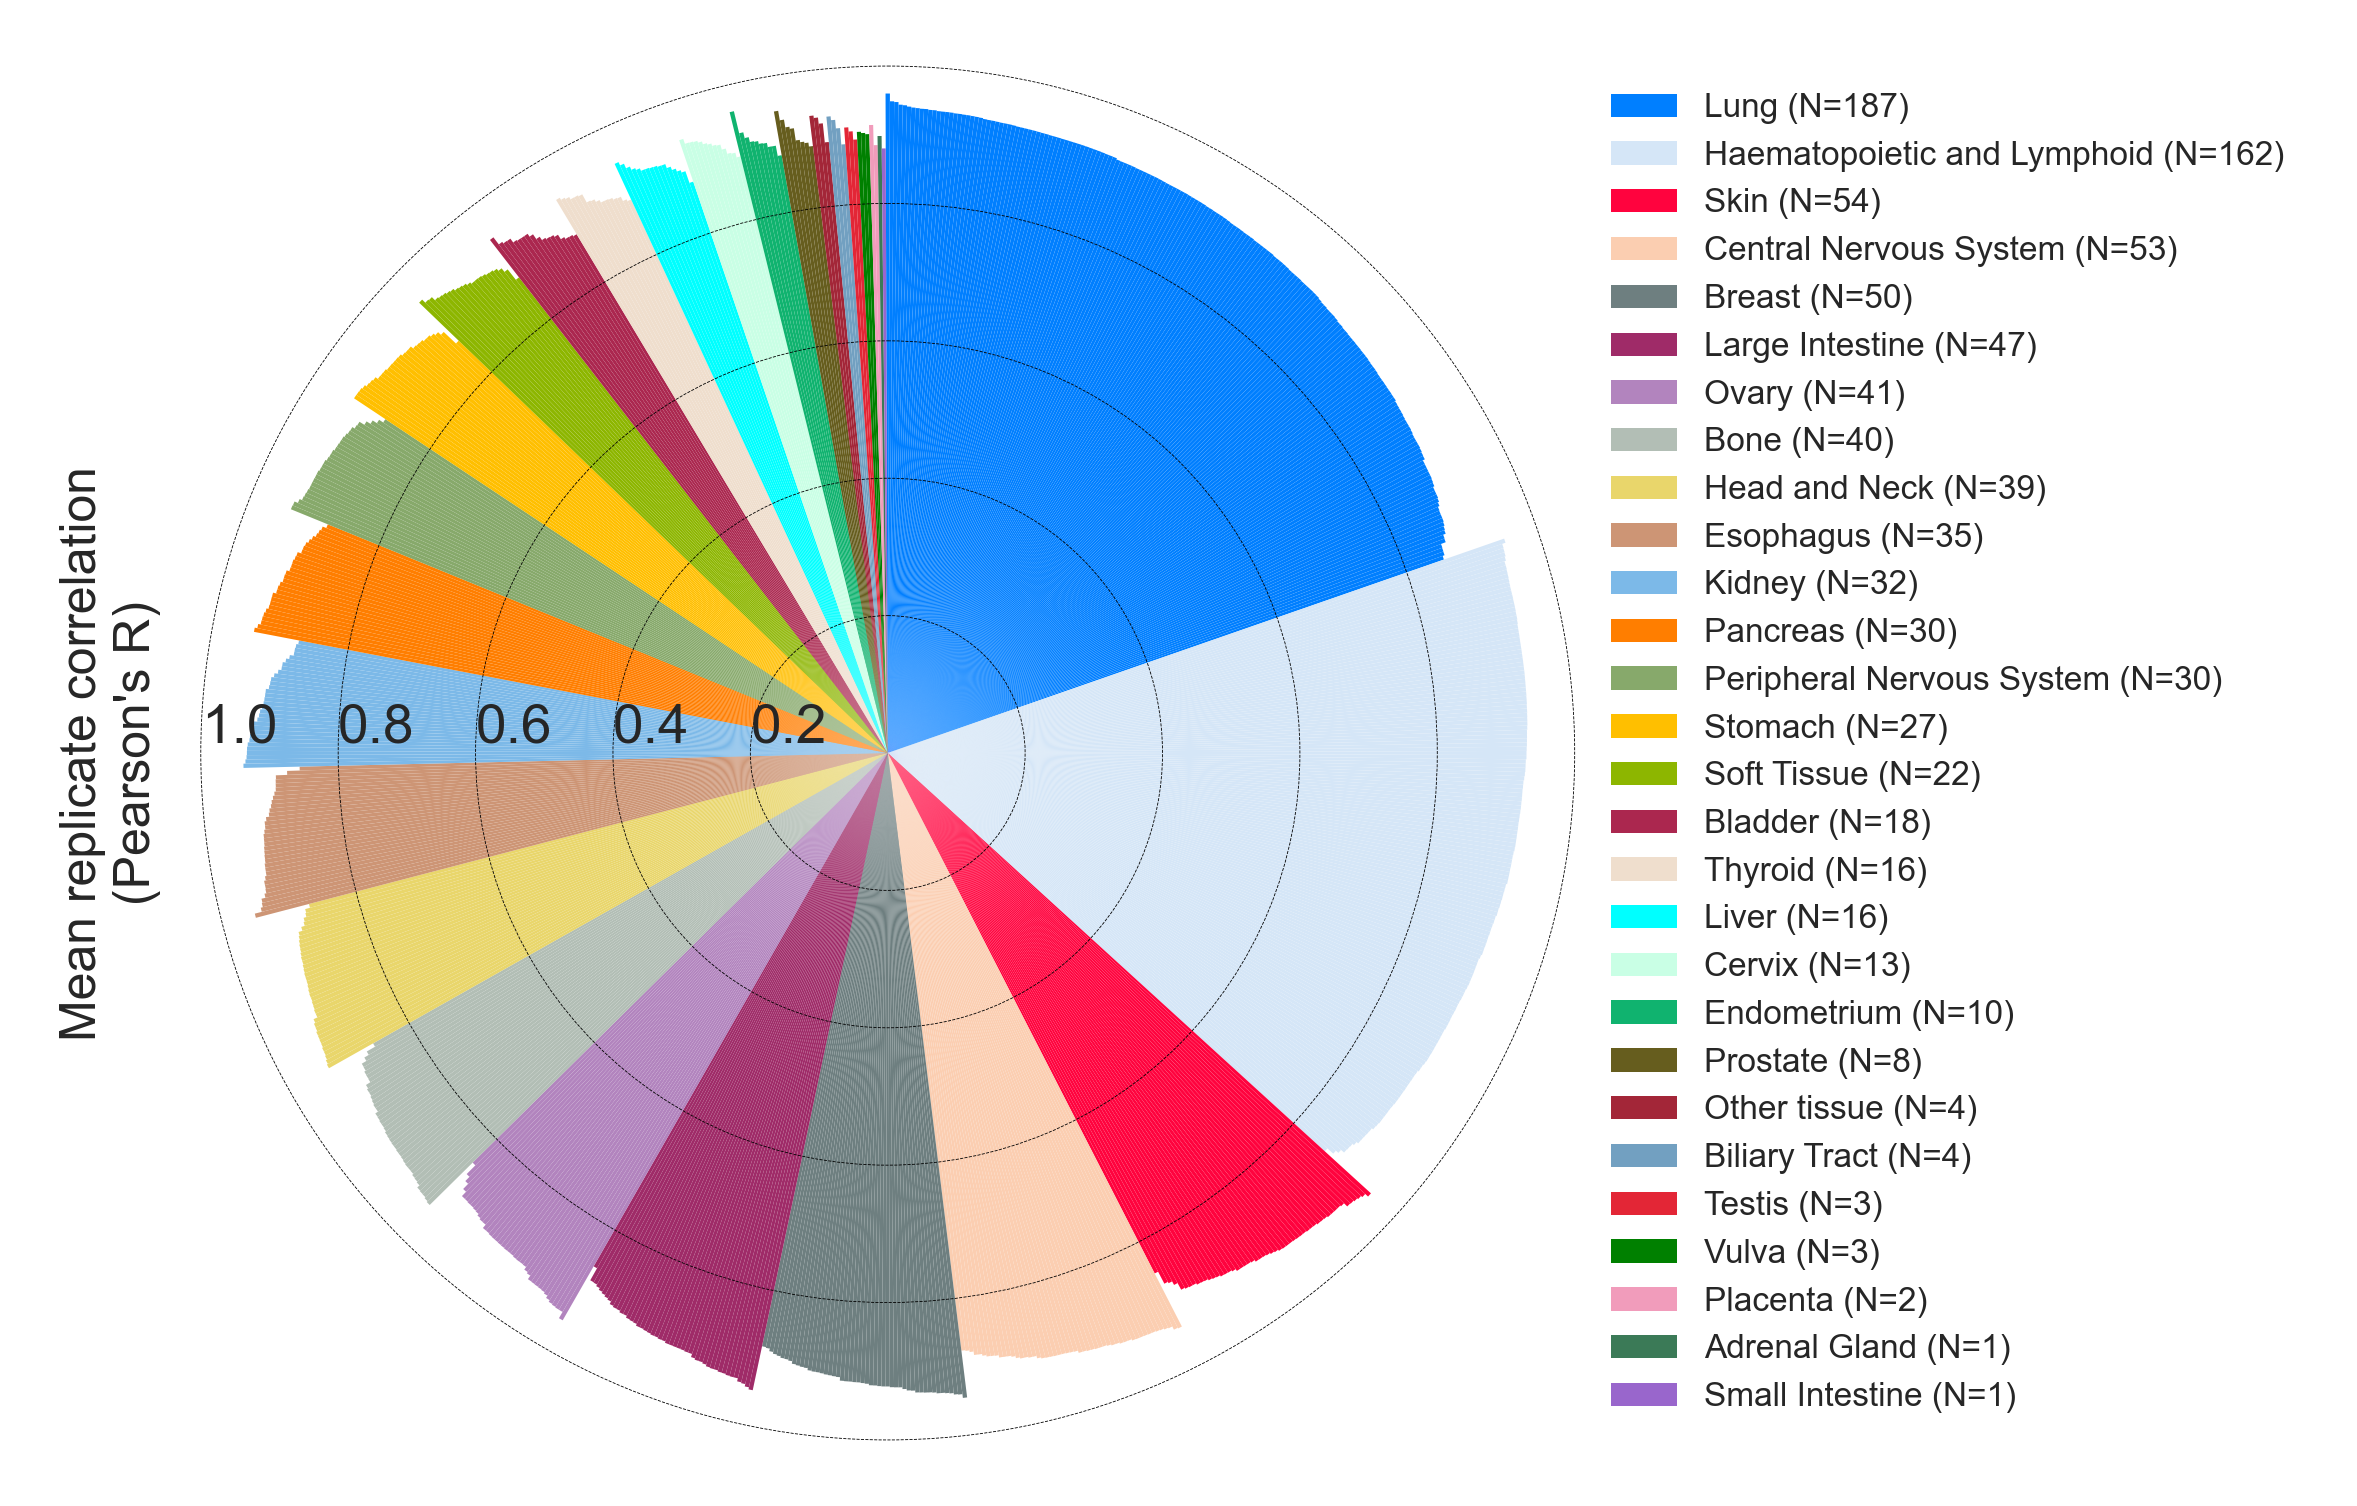 Mean replicate correlation
(Pearson's R)
1.0
0.8
0.6
0.4
0.2
Lung (N=187)
Haematopoietic and Lymphoid (N=162)
Skin (N=54)
Central Nervous System (N=53)
Breast (N=50)
Large Intestine (N=47)
Ovary (N=41)
Bone (N=40)
Head and Neck (N=39)
Esophagus (N=35)
Kidney (N=32)
Pancreas (N=30)
Peripheral Nervous System (N=30)
Stomach (N=27)
Soft Tissue (N=22)
Bladder (N=18)
Thyroid (N=16)
Liver (N=16)
Cervix (N=13)
Endometrium (N=10)
Prostate (N=8)
Other tissue (N=4)
Biliary Tract (N=4)
Testis (N=3)
Vulva (N=3)
Placenta (N=2)
Adrenal Gland (N=1)
Small Intestine (N=1)